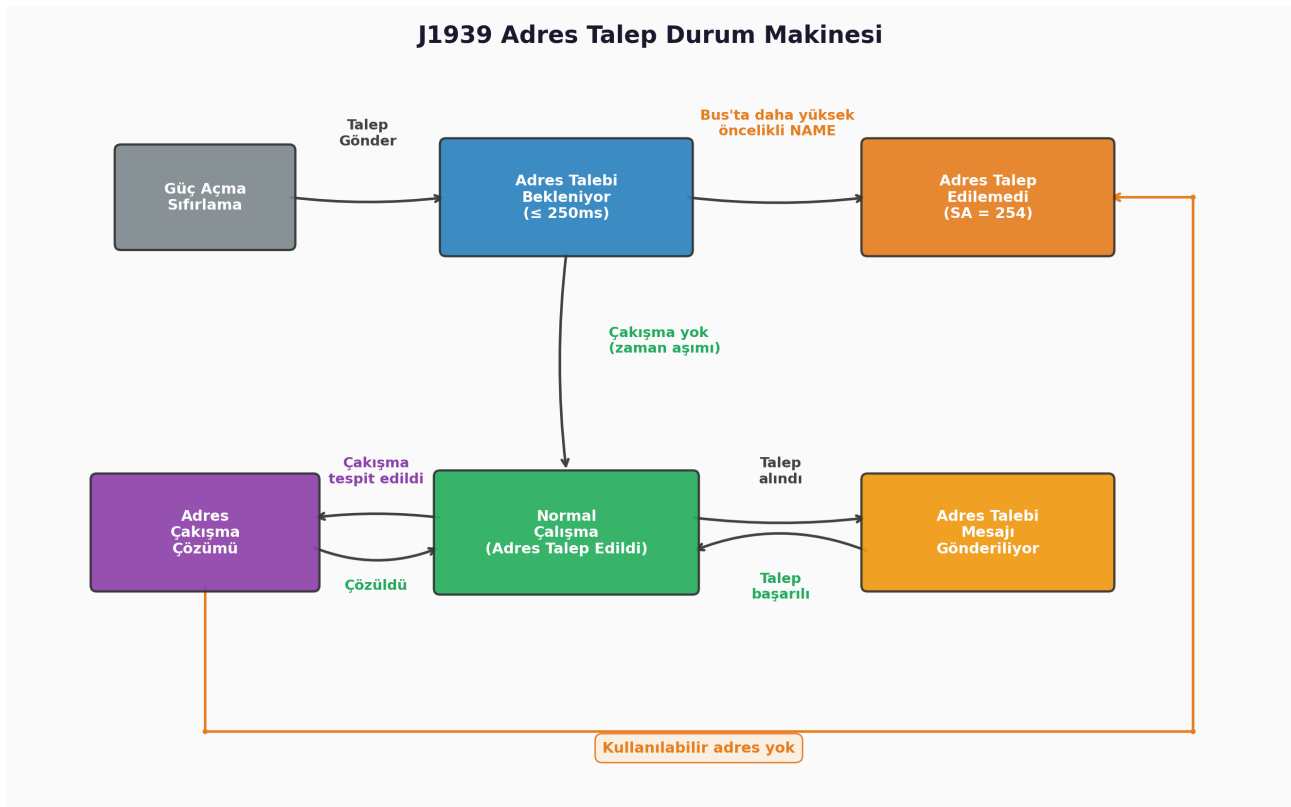 J1939 Adres Talep Durum Makinesi
Talep
Gönder
Bus'ta daha yüksek
öncelikli NAME
Güç Açma
Sıfırlama
Adres Talebi
Bekleniyor
(≤ 250ms)
Adres Talep
Edilemedi
(SA = 254)
Çakışma yok
(zaman aşımı)
Çakışma
tespit edildi
Talep
alındı
Adres
Çakışma
Çözümü
Normal
Çalışma
(Adres Talep Edildi)
Adres Talebi
Mesajı
Gönderiliyor
Çözüldü
Talep
başarılı
Kullanılabilir adres yok